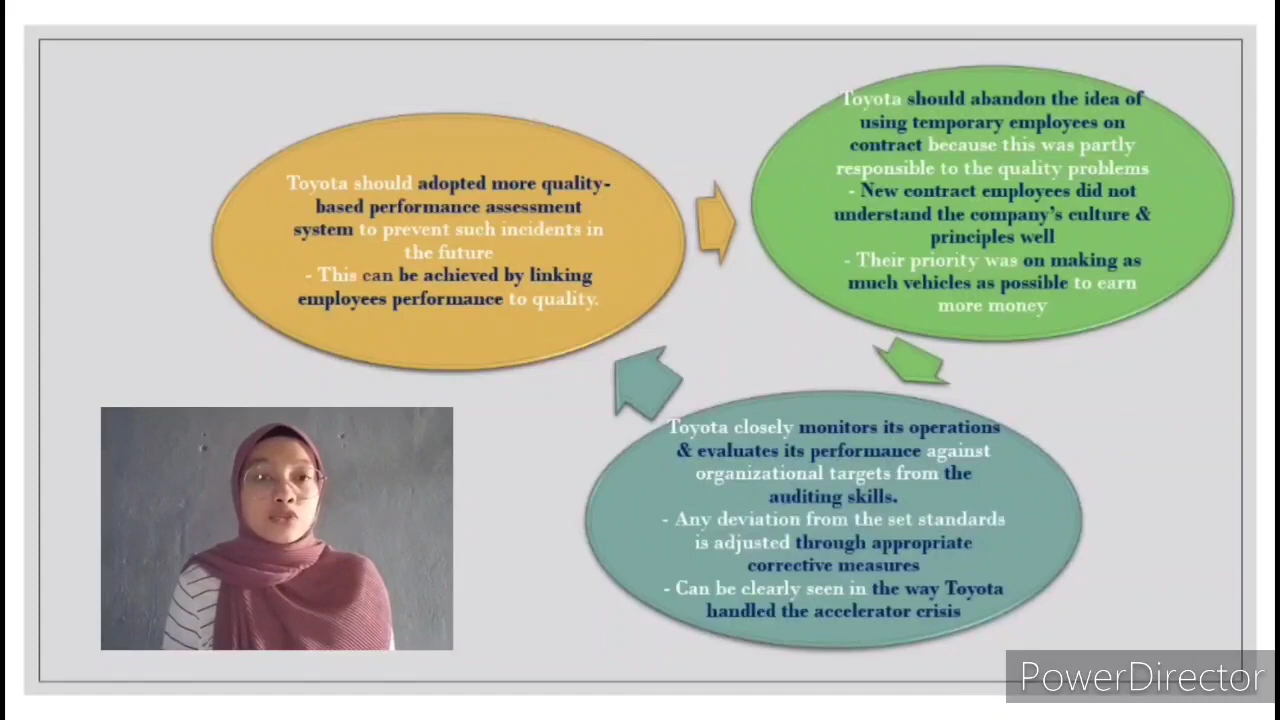 Toyota should adopted more quality-
based performance assessment
system to prevent such incidents in
the future
- This can be achieved by linking
employees performance to quality.
Toyota should abandon the idea of
using temporary employees on
contract because this was partly
responsible to the quality problems
- New contract employees did not
understand the company's culture &
principles well
- Their priority was on making as
much vehicles as possible to earn
more money
Toyota closely monitors its operations
& evaluates its performance against
organizational targets from the
auditing skills.
- Any deviation from the set standards
is adjusted through appropriate
corrective measures
- Can be clearly seen in the way Toyota
handled the accelerator crisis
PowerDirector